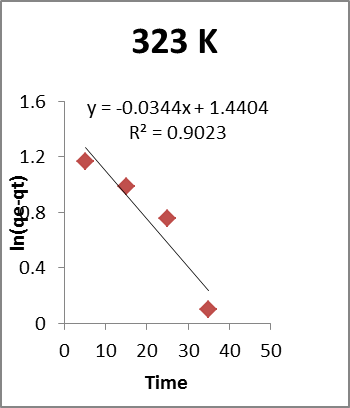 323 K
y = -0.0344x + 1.4404
R² = 0.9023
1.6
1.2
0.8
0.4
0
ln(qe-qt)
0 10 20 30 40 50
Time